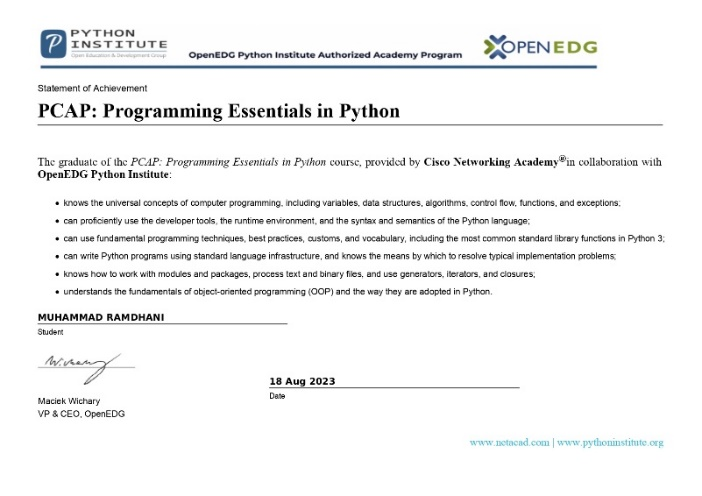 PYTHON
INSTITUTE
Open Education & Development Group
OpenEDG Python Institute Authorized Academy Program
OPENEDG
Statement of Achievement
PCAP: Programming Essentials in Python
The graduate of the PCAP: Programming Essentials in Python course, provided by Cisco Networking Academy® in collaboration with
OpenEDG Python Institute:
• knows the universal concepts of computer programming, including variables, data structures, algorithms, control flow, functions, and exceptions;
• can proficiently use the developer tools, the runtime environment, and the syntax and semantics of the Python language;
• can use fundamental programming techniques, best practices, customs, and vocabulary, including the most common standard library functions in Python 3;
• can write Python programs using standard language infrastructure, and knows the means by which to resolve typical implementation problems;
• knows how to work with modules and packages, process text and binary files, and use generators, iterators, and closures;
• understands the fundamentals of object-oriented programming (OOP) and the way they are adopted in Python.
MUHAMMAD RAMDHANI
Student
M.Wichary
18 Aug 2023
Date
Maciek Wichary
VP & CEO, OpenEDG
www.netacad.com | www.pythoninstitute.org